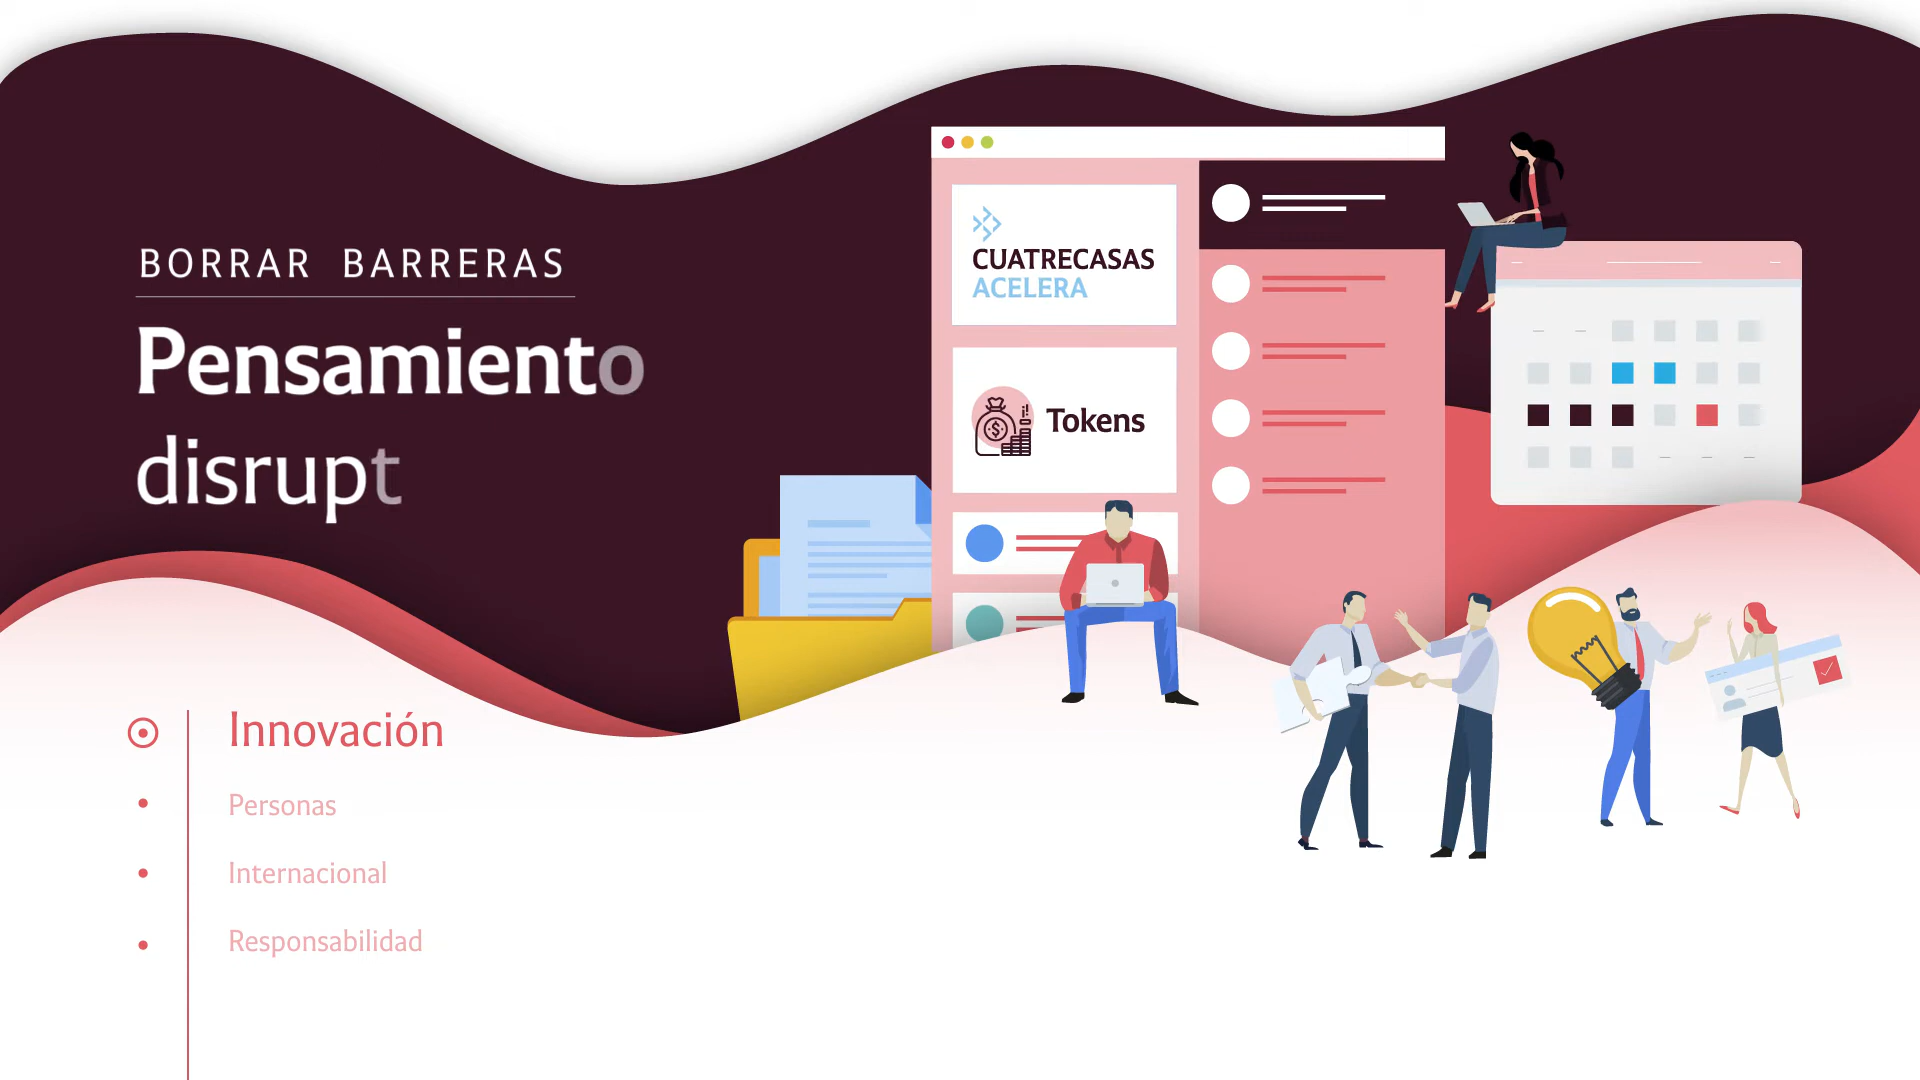 BORRAR BARRERAS
Pensamiento
disrupt
CUATRECASAS
ACELERA
Tokens
Innovación
Personas
Internacional
Responsabilidad